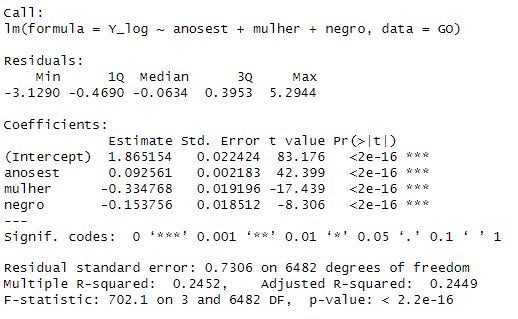 Call:
lm(formula = Y_log ~ anosest + mulher + negro, data = GO)
Residuals:
Min 1Q Median 3Q Max
-3.1290 -0.4690 -0.0634 0.3953 5.2944
Coefficients:
Estimate Std. Error t value Pr(>|t|)
(Intercept) 1.865154 0.022424 83.176 <2e-16 ***
anosest 0.092561 0.002183 42.399 <2e-16 ***
mulher -0.334768 0.019196 -17.439 <2e-16 ***
negro -0.153756 0.018512 -8.306 <2e-16 ***
---
Signif. codes: 0 ‘***’ 0.001 ‘**’ 0.01 ‘*’ 0.05 ‘.’ 0.1 ‘ ’ 1
Residual standard error: 0.7306 on 6482 degrees of freedom
Multiple R-squared: 0.2452, Adjusted R-squared: 0.2449
F-statistic: 702.1 on 3 and 6482 DF, p-value: < 2.2e-16